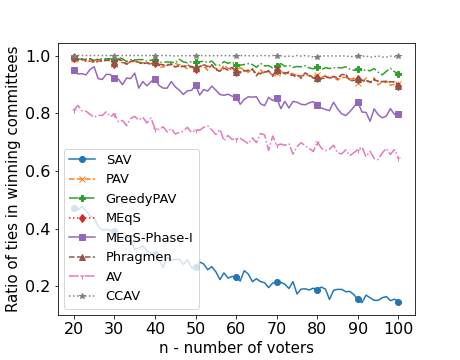 Ratio of ties in winning committees
1.0
0.8
0.6
0.4
0.2
SAV
PAV
GreedyPAV
MEqS
MEqS-Phase-I
Phragmen
AV
CCAV
20 30 40 50 60 70 80 90 100
n - number of voters